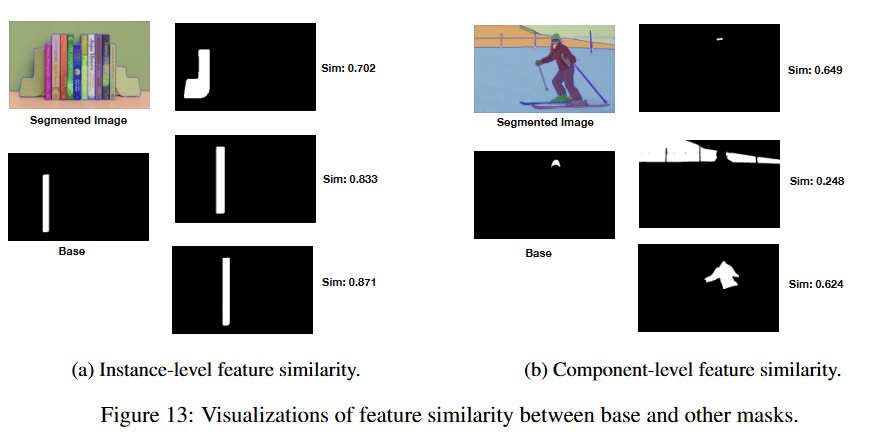 Segmented Image
Base
Sim: 0.702
Sim: 0.833
Sim: 0.871
(a) Instance-level feature similarity.
Segmented Image
Base
Sim: 0.649
Sim: 0.248
Sim: 0.624
(b) Component-level feature similarity.
Figure 13: Visualizations of feature similarity between base and other masks.